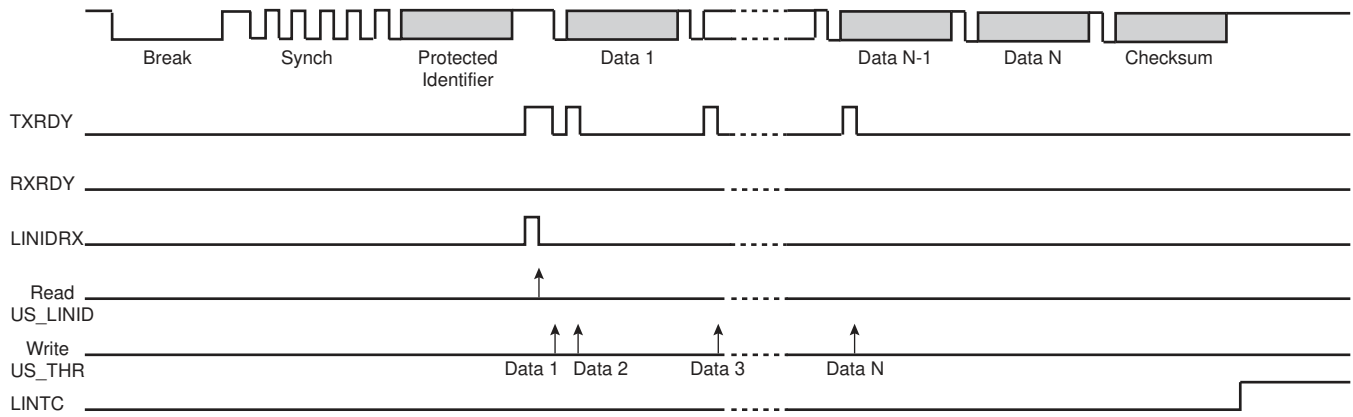 Break Synch Protected Data 1 Data N-1 Data N Checksum
Identifier
TXRDY
RXRDY
LINIDRX
Read
US_LINID
Write
US_THR
Data 1 Data 2 Data 3 Data N
LINTC